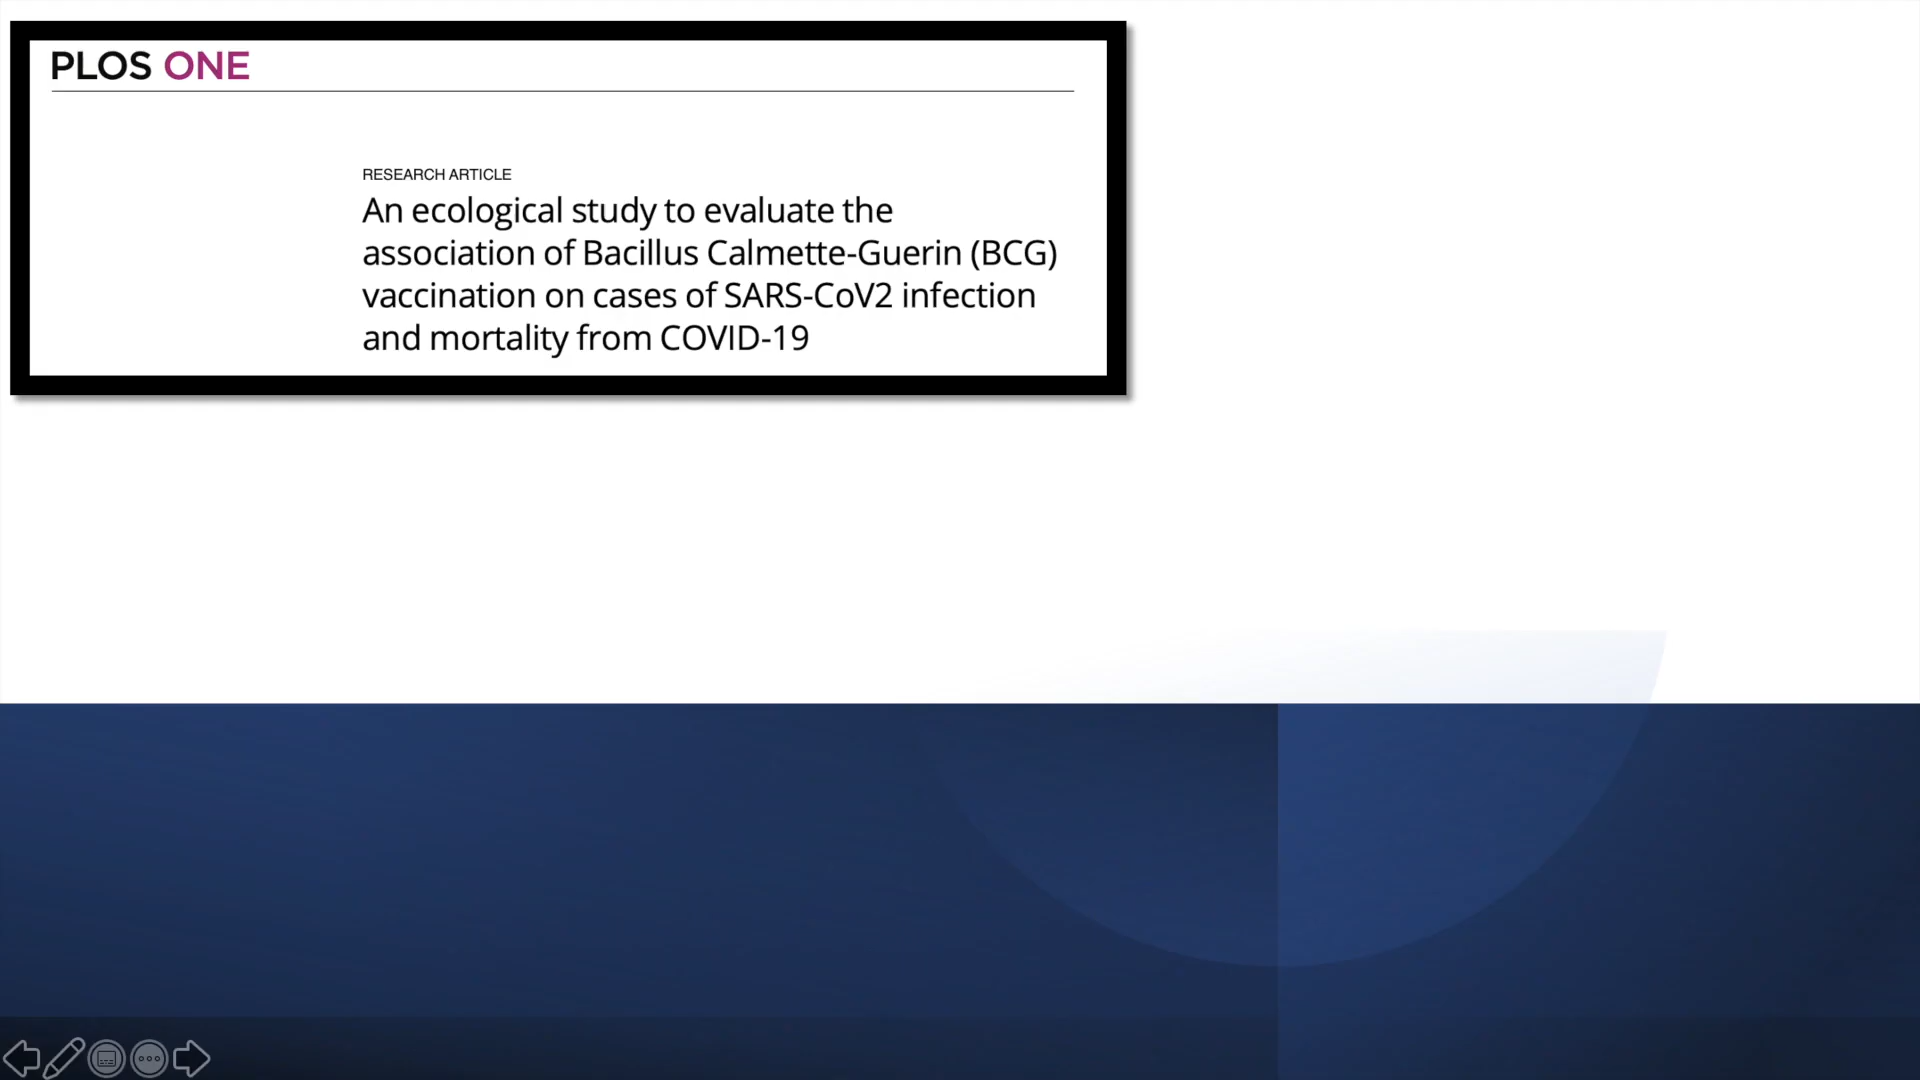 PLOS ONE
RESEARCH ARTICLE
An ecological study to evaluate the
association of Bacillus Calmette-Guerin (BCG)
vaccination on cases of SARS-CoV2 infection
and mortality from COVID-19